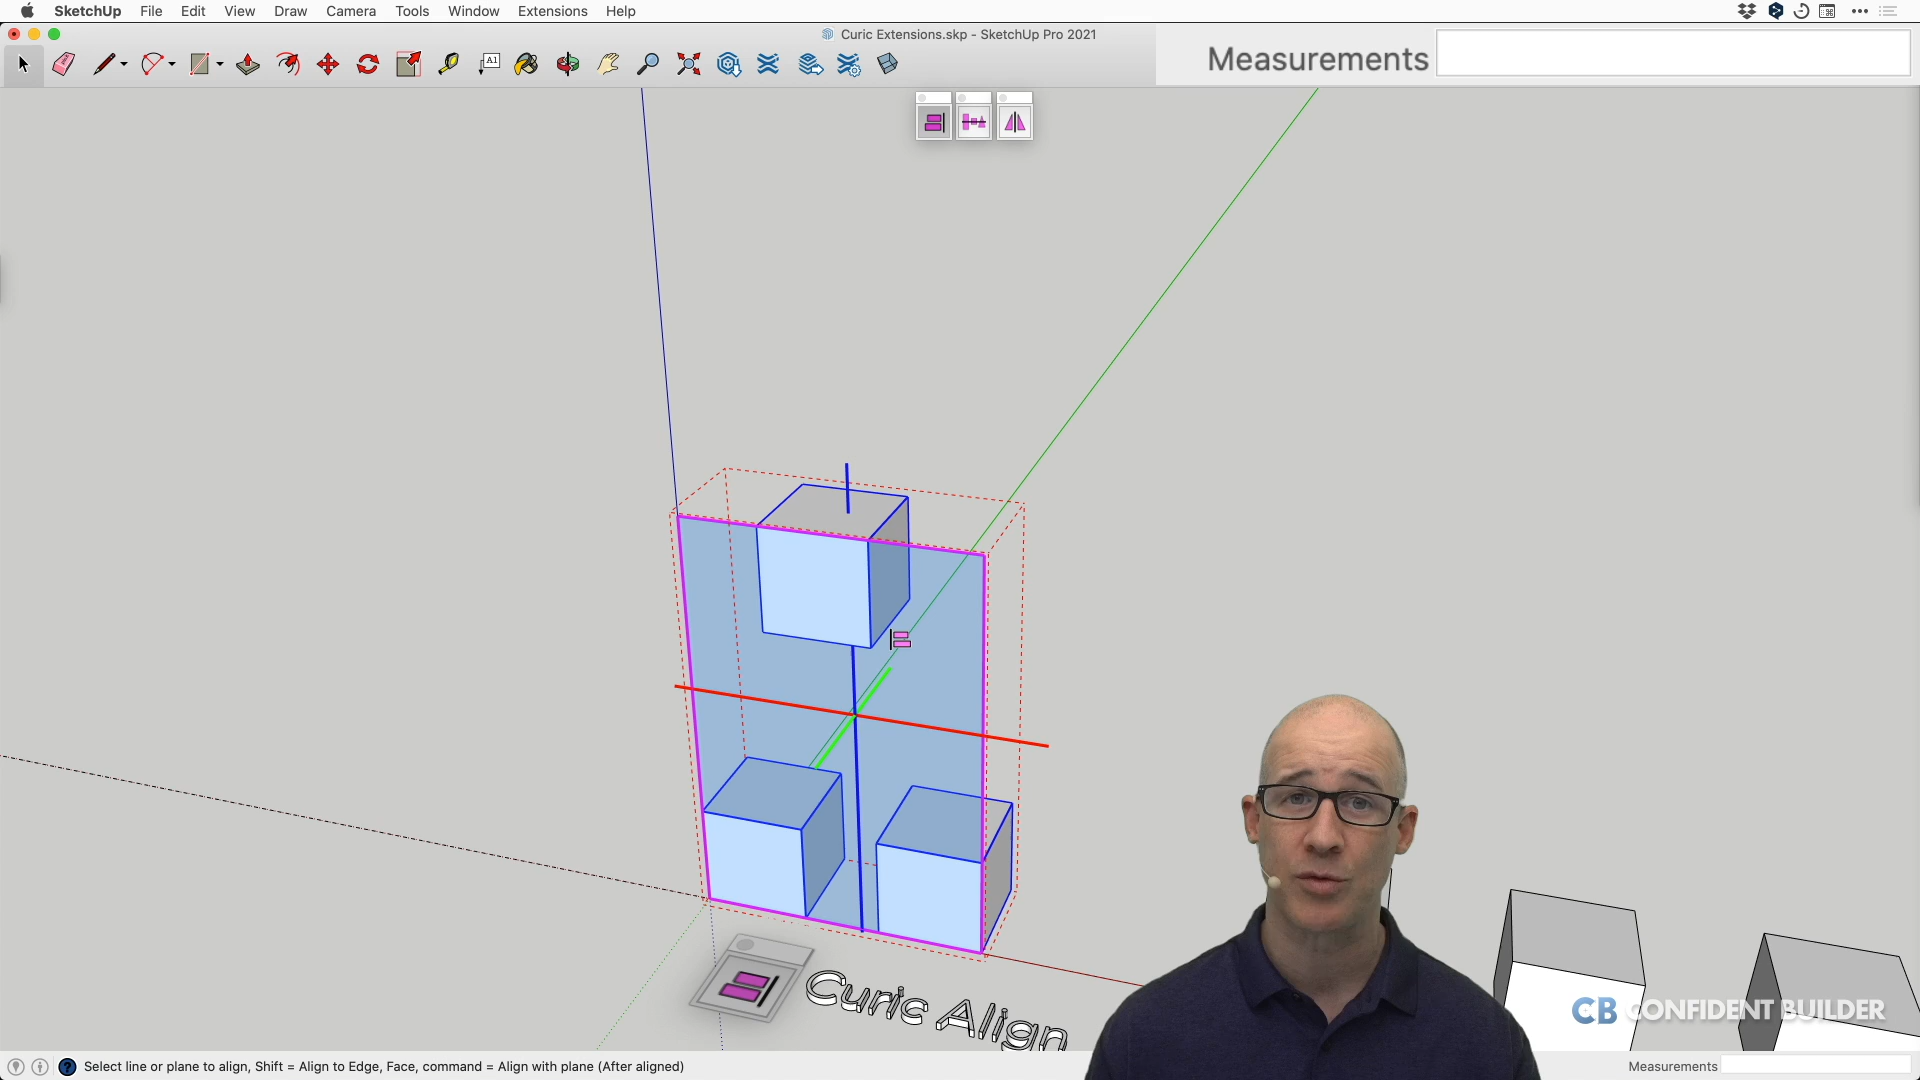 SketchUp File Edit View Draw Camera Tools Window Extensions Help
Curic Extensions.skp - SketchUp Pro 2021
A1
Measurements
Curic Align
CB CONFIDENT BUILDER
Select line or plane to align, Shift = Align to Edge, Face, command = Align with plane (After aligned)
Measurements